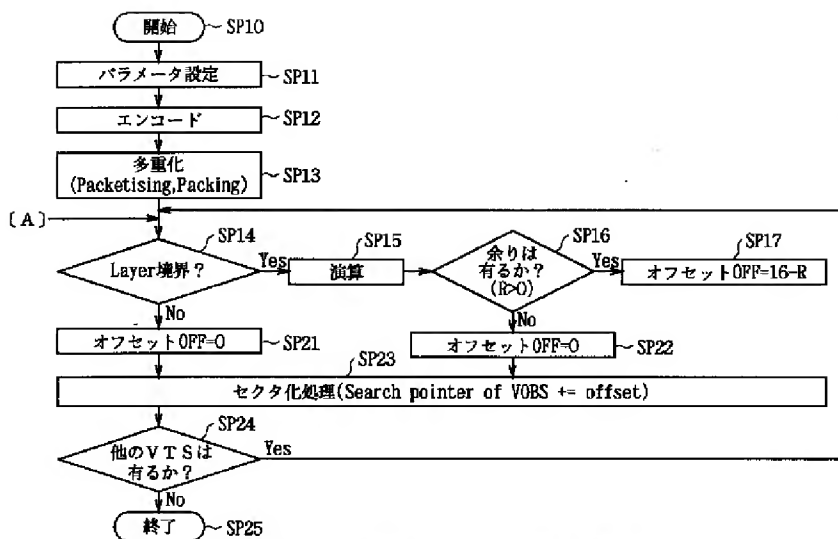 開始
SP10
パラメータ設定
SP11
エンコード
SP12
多重化
(Packetising,Packing)
SP13
[A]
SP14
Layer境界?
Yes
No
SP15
演算
SP16
余りは
有るか?
(R>0)
Yes
No
SP17
オフセットOFF=16-R
オフセットOFF=0
SP21
オフセットOFF=0
SP22
SP23
セクタ化処理(Search pointer of VOBS += offset)
SP24
他のVTSは
有るか?
Yes
No
終了
SP25